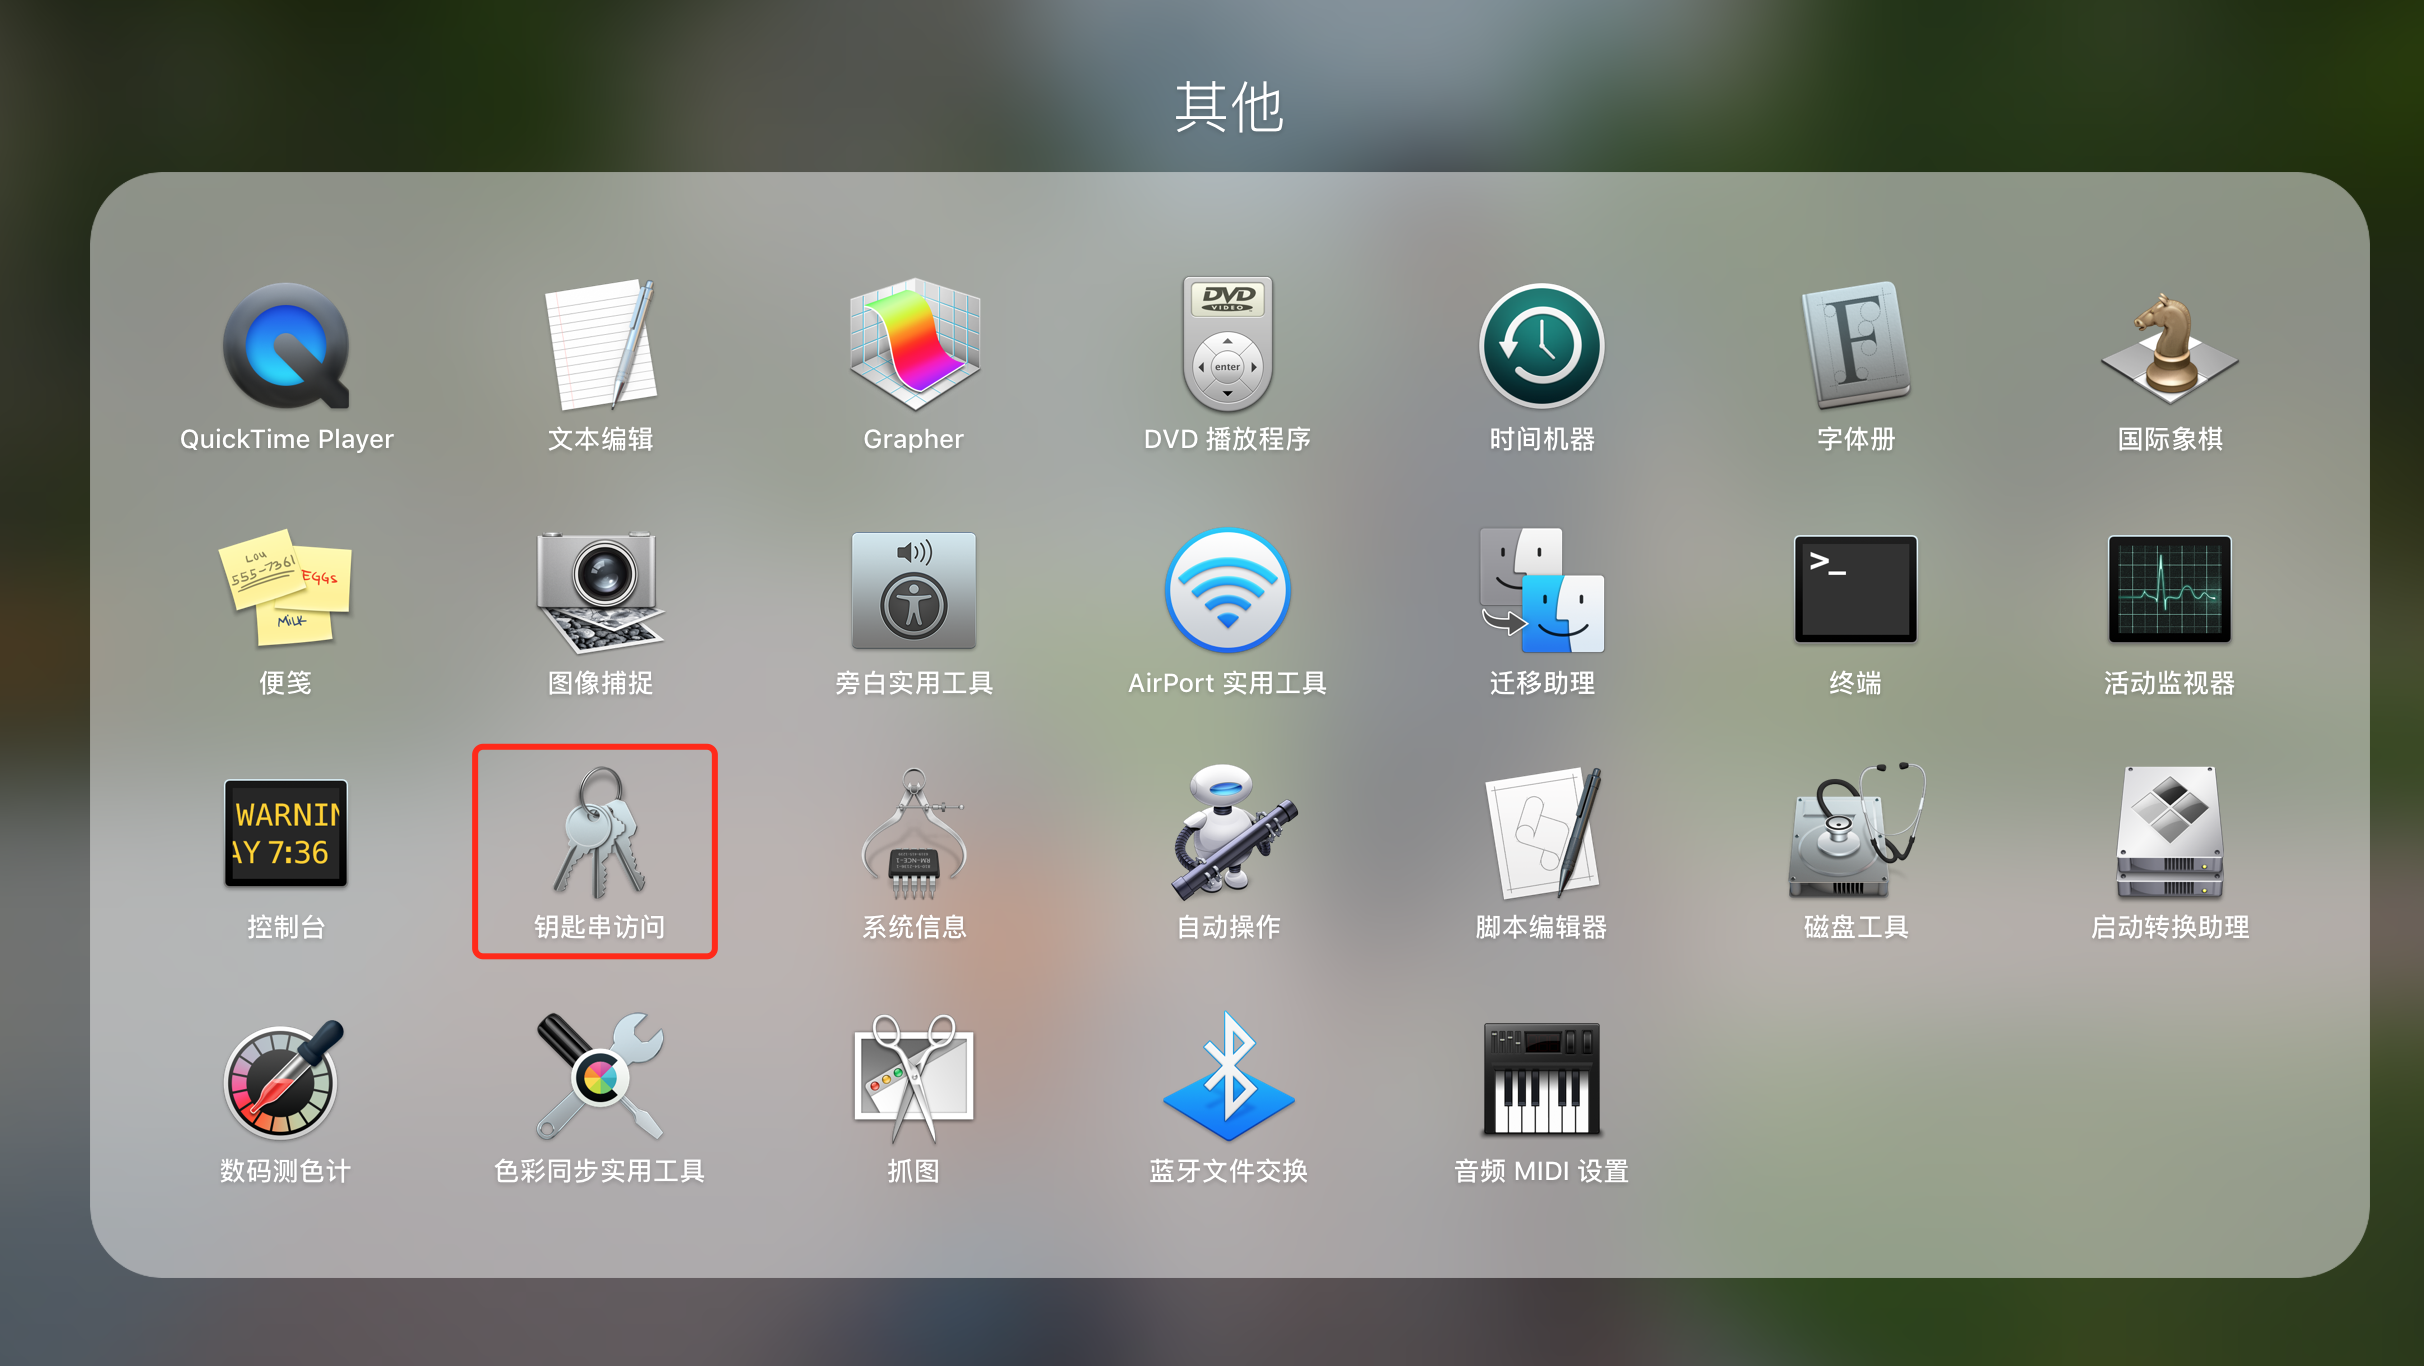 其他
DVD
VIDEO
enter
QuickTime Player
文本编辑
Grapher
DVD 播放程序
时间机器
F
字体册
国际象棋
Lou
555-7361
EGGs
MiLK
>_
便笺
图像捕捉
旁白实用工具
AirPort 实用工具
迁移助理
终端
活动监视器
WARNIN
AY 7:36
控制台
钥匙串访问
系统信息
自动操作
脚本编辑器
磁盘工具
启动转换助理
数码测色计
色彩同步实用工具
抓图
蓝牙文件交换
音频 MIDI 设置